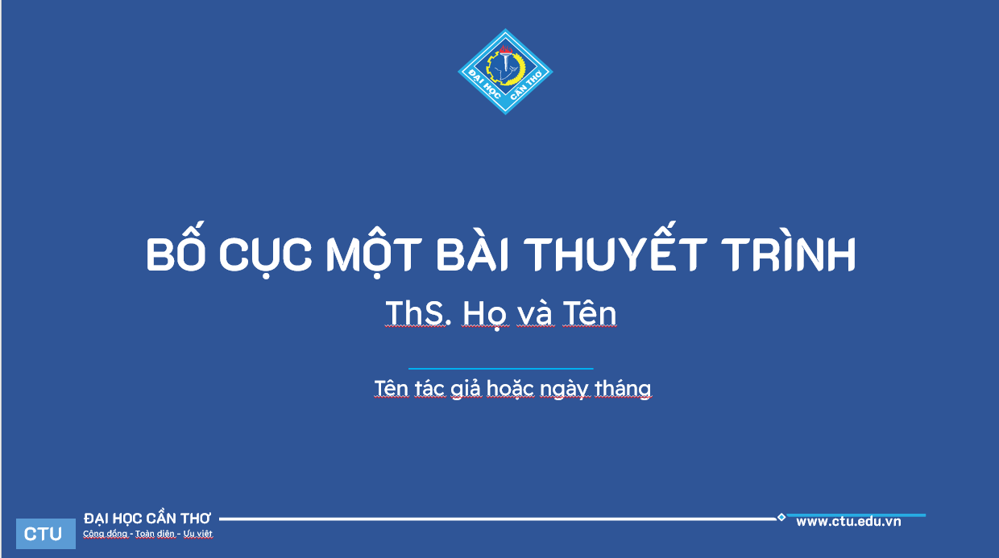 ĐẠI HỌC CẦN THƠ
BỐ CỤC MỘT BÀI THUYẾT TRÌNH
ThS. Họ và Tên
Tên tác giả hoặc ngày tháng
CTU
ĐẠI HỌC CẦN THƠ
Cộng đồng - Toàn diện - Ưu việt
www.ctu.edu.vn